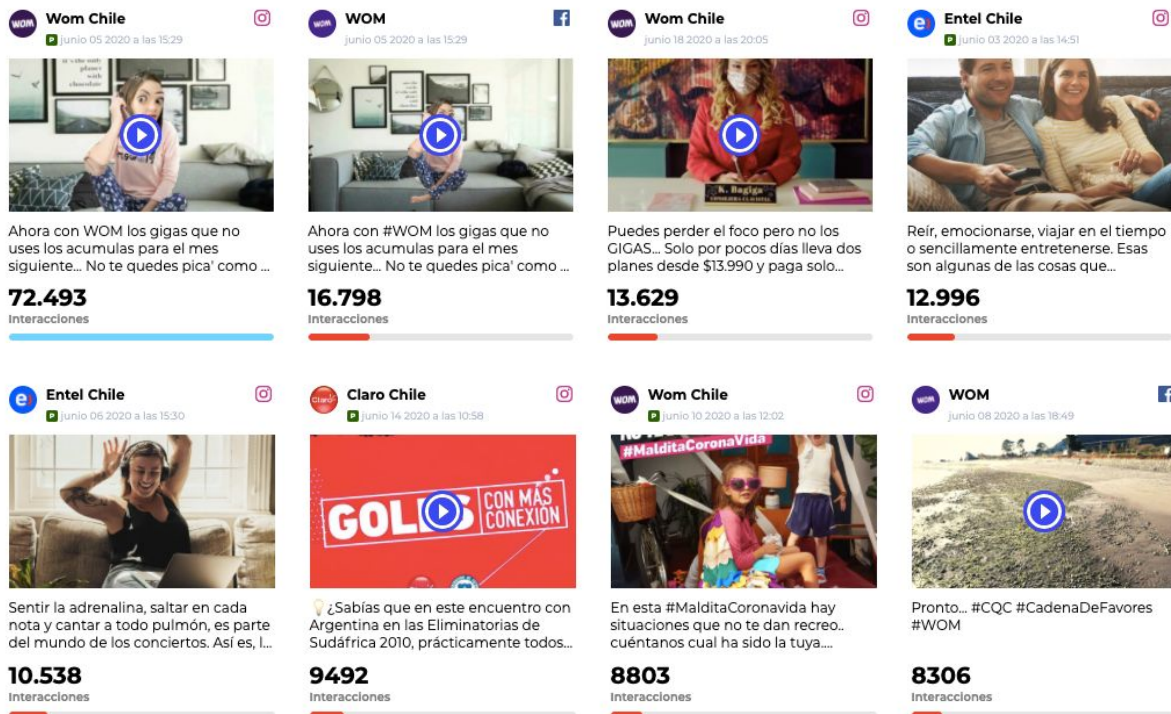 Wom Chile
P junio 05 2020 a las 15:29
it's the only
planet
with
chocolate
Ahora con WOM los gigas que no
uses los acumulas para el mes
siguiente... No te quedes pica' como ...
72.493
Interacciones
WOM
junio 05 2020 a las 15:29
Ahora con #WOM los gigas que no
uses los acumulas para el mes
siguiente... No te quedes pica' como ...
16.798
Interacciones
Wom Chile
junio 18 2020 a las 20:05
K. Bagiga
Puedes perder el foco pero no los
GIGAS... Solo por pocos días lleva dos
planes desde $13.990 y paga solo...
13.629
Interacciones
Entel Chile
P junio 03 2020 a las 14:51
Reír, emocionarse, viajar en el tiempo
o sencillamente entretenerse. Esas
son algunas de las cosas que...
12.996
Interacciones
Entel Chile
P junio 06 2020 a las 15:30
Sentir la adrenalina, saltar en cada
nota y cantar a todo pulmón, es parte
del mundo de los conciertos. Así es, l...
10.538
Interacciones
Claro Chile
P junio 14 2020 a las 10:58
CON MÁS
CONEXIÓN
¿Sabías que en este encuentro con
Argentina en las Eliminatorias de
Sudáfrica 2010, prácticamente todos...
9492
Interacciones
Wom Chile
P junio 10 2020 a las 12:02
#MalditaCoronaVida
En esta #MalditaCoronavida hay
situaciones que no te dan recreo..
cuéntanos cual ha sido la tuya....
8803
Interacciones
WOM
junio 08 2020 a las 18:49
Pronto... #CQC #CadenaDeFavores
#WOM
8306
Interacciones